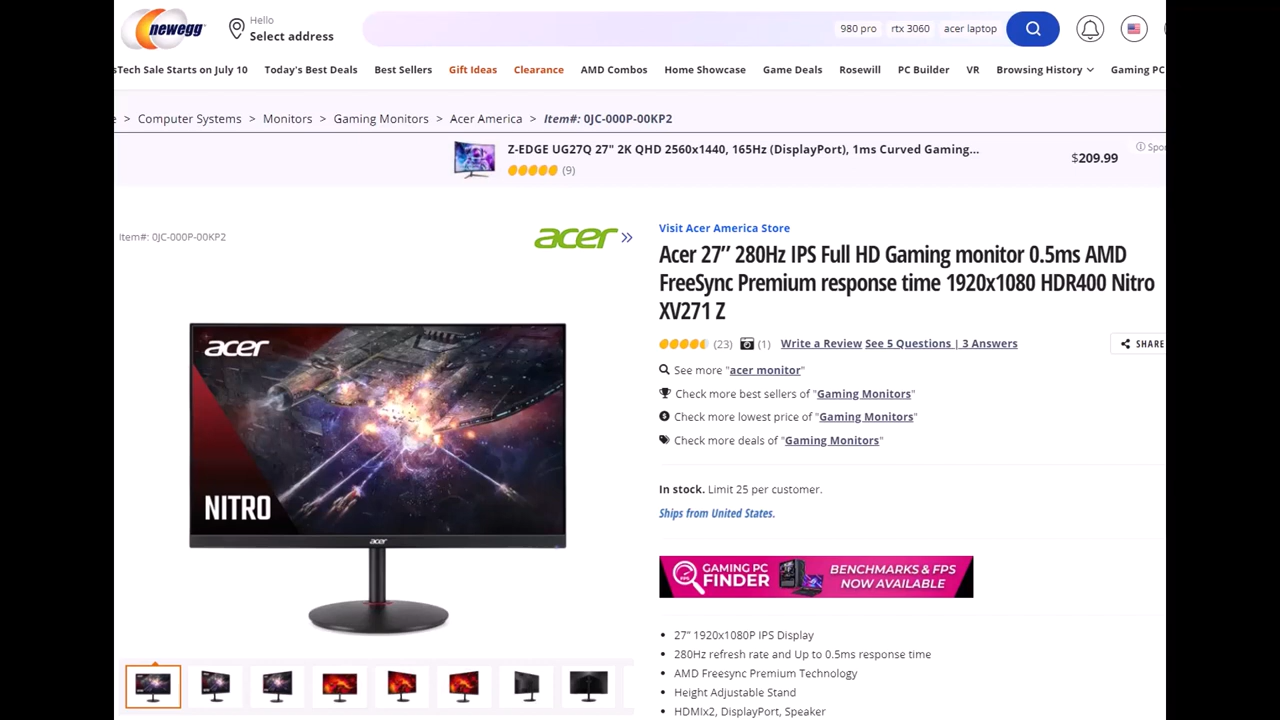 newegg
Hello
Select address
980 pro
rtx 3060
acer laptop
sTech Sale Starts on July 10
Today's Best Deals
Best Sellers
Gift Ideas
Clearance
AMD Combos
Home Showcase
Game Deals
Rosewill
PC Builder
VR
Browsing History
Gaming PC
e > Computer Systems > Monitors > Gaming Monitors > Acer America > Item#: 0JC-000P-00KP2
Z-EDGE UG27Q 27" 2K QHD 2560x1440, 165Hz (DisplayPort), 1ms Curved Gaming...
(9)
$209.99
Spo
Item#: 0JC-000P-00KP2
acer
acer
NITRO
acer
Visit Acer America Store
Acer 27” 280Hz IPS Full HD Gaming monitor 0.5ms AMD
FreeSync Premium response time 1920x1080 HDR400 Nitro
XV271 Z
(23) (1) Write a Review See 5 Questions | 3 Answers
SHARE
See more "acer monitor"
Check more best sellers of "Gaming Monitors"
Check more lowest price of "Gaming Monitors"
Check more deals of "Gaming Monitors"
In stock. Limit 25 per customer.
Ships from United States.
GAMING PC
FINDER
BENCHMARKS & FPS
NOW AVAILABLE
27" 1920x1080P IPS Display
280Hz refresh rate and Up to 0.5ms response time
AMD Freesync Premium Technology
Height Adjustable Stand
HDMIx2, DisplayPort, Speaker